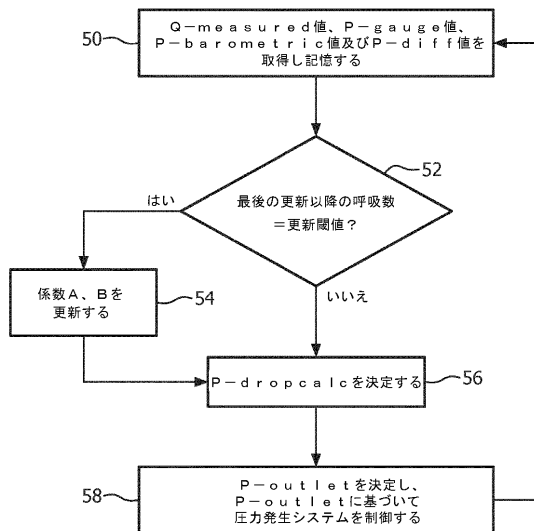 50
Q-measured値、P-gauge値、
P-barometric値及びP-diff値を
取得し記憶する
52
最後の更新以降の呼吸数
=更新閾値?
はい
いいえ
係数A、Bを
更新する
54
P-dropcalcを決定する
56
58
P-outletを決定し、
P-outletに基づいて
圧力発生システムを制御する